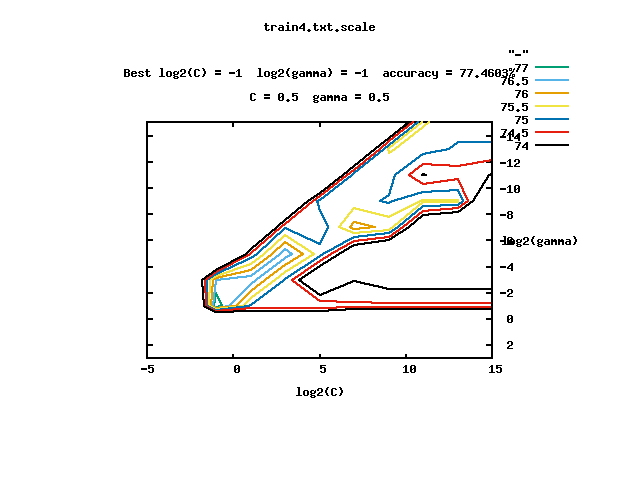 train4.txt.scale
"-"
Best log2(C) = -1 log2(gamma) = -1 accuracy = 77.4603%
77
76.5
C = 0.5 gamma = 0.5
76
75.5
75
74.5
-14
74
-12
-10
-8
-6
log2(gamma)
-4
-2
0
2
-5 0 5 10 15
log2(C)